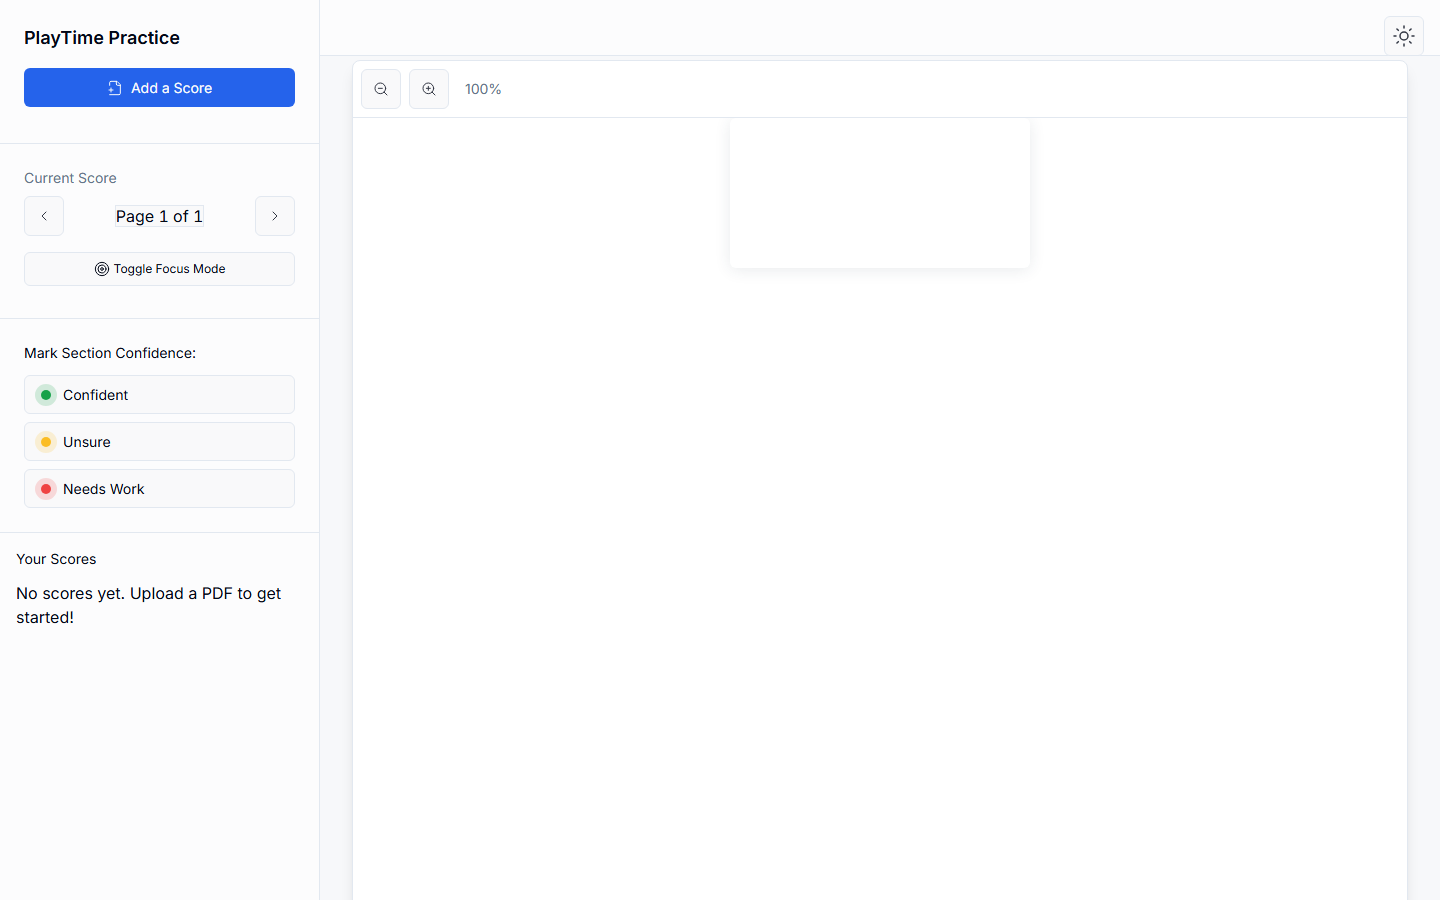 PlayTime Practice
Add a Score
Current Score
Page 1 of 1
Toggle Focus Mode
Mark Section Confidence:
Confident
Unsure
Needs Work
Your Scores
No scores yet. Upload a PDF to get
started!
100%